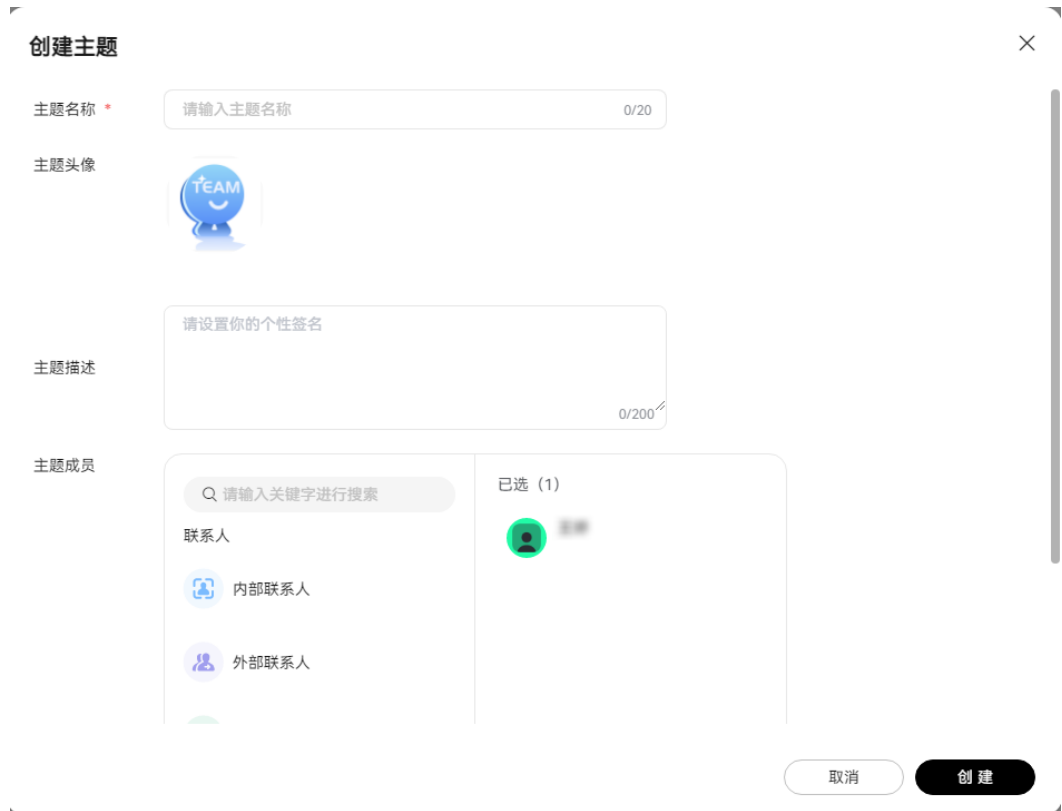 创建主题
主题名称 *
请输入主题名称
0/20
主题头像
TEAM
请设置你的个性签名
主题描述
0/200
主题成员
请输入关键字进行搜索
已选（1）
联系人
内部联系人
外部联系人
取消
创 建